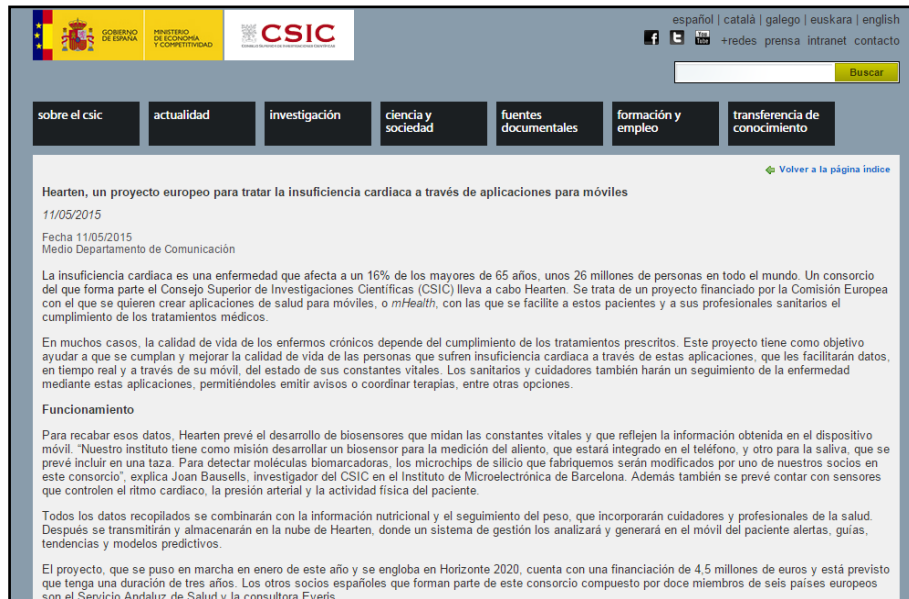 español | català | galego | euskara | english
GOBIERNO DE ESPAÑA
MINISTERIO DE ECONOMÍA Y COMPETITIVIDAD
CSIC
CONSEJO SUPERIOR DE INVESTIGACIONES CIENTÍFICAS
+redes prensa intranet contacto
Buscar
sobre el csic
actualidad
investigación
ciencia y sociedad
fuentes documentales
formación y empleo
transferencia de conocimiento
Volver a la página índice
Hearten, un proyecto europeo para tratar la insuficiencia cardiaca a través de aplicaciones para móviles
11/05/2015
Fecha 11/05/2015
Medio Departamento de Comunicación
La insuficiencia cardiaca es una enfermedad que afecta a un 16% de los mayores de 65 años, unos 26 millones de personas en todo el mundo. Un consorcio
del que forma parte el Consejo Superior de Investigaciones Científicas (CSIC) lleva a cabo Hearten. Se trata de un proyecto financiado por la Comisión Europea
con el que se quieren crear aplicaciones de salud para móviles, o mHealth, con las que se facilite a estos pacientes y a sus profesionales sanitarios el
cumplimiento de los tratamientos médicos.
En muchos casos, la calidad de vida de los enfermos crónicos depende del cumplimiento de los tratamientos prescritos. Este proyecto tiene como objetivo
ayudar a que se cumplan y mejorar la calidad de vida de las personas que sufren insuficiencia cardiaca a través de estas aplicaciones, que les facilitarán datos,
en tiempo real y a través de su móvil, del estado de sus constantes vitales. Los sanitarios y cuidadores también harán un seguimiento de la enfermedad
mediante estas aplicaciones, permitiéndoles emitir avisos o coordinar terapias, entre otras opciones.
Funcionamiento
Para recabar esos datos, Hearten prevé el desarrollo de biosensores que midan las constantes vitales y que reflejen la información obtenida en el dispositivo
móvil. “Nuestro instituto tiene como misión desarrollar un biosensor para la medición del aliento, que estará integrado en el teléfono, y otro para la saliva, que se
prevé incluir en una taza. Para detectar moléculas biomarcadoras, los microchips de silicio que fabriquemos serán modificados por uno de nuestros socios en
este consorcio”, explica Joan Bausells, investigador del CSIC en el Instituto de Microelectrónica de Barcelona. Además también se prevé contar con sensores
que controlen el ritmo cardiaco, la presión arterial y la actividad física del paciente.
Todos los datos recopilados se combinarán con la información nutricional y el seguimiento del peso, que incorporarán cuidadores y profesionales de la salud.
Después se transmitirán y almacenarán en la nube de Hearten, donde un sistema de gestión los analizará y generará en el móvil del paciente alertas, guías,
tendencias y modelos predictivos.
El proyecto, que se puso en marcha en enero de este año y se engloba en Horizonte 2020, cuenta con una financiación de 4,5 millones de euros y está previsto
que tenga una duración de tres años. Los otros socios españoles que forman parte de este consorcio compuesto por doce miembros de seis países europeos
son el Servicio Andaluz de Salud y la consultora Everis.